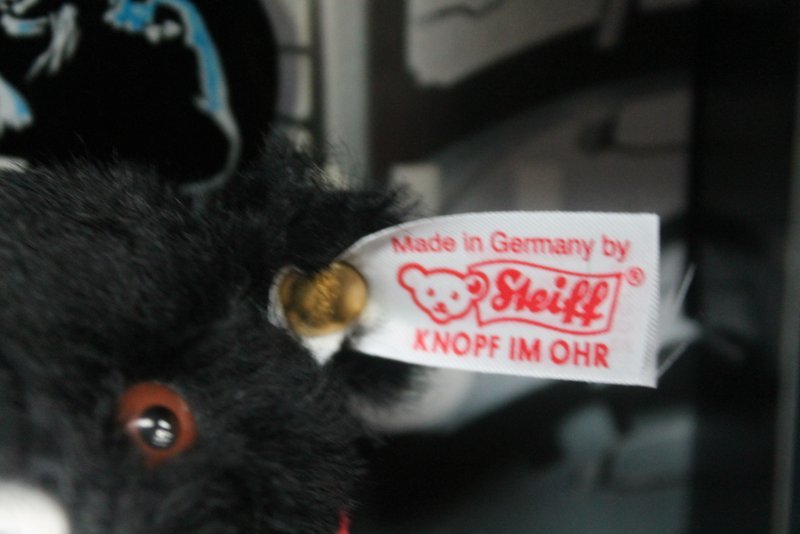 Made in Germany by
Steiff®
KNOPF IM OHR